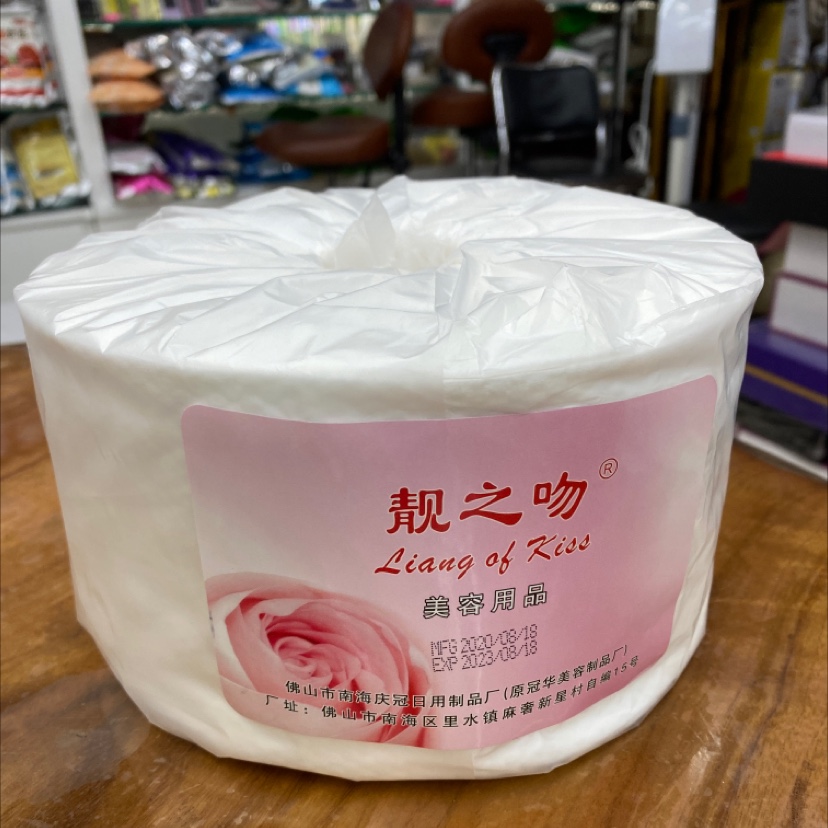 靓之吻®
Liang of Kiss
美容用品
MFG 2020/08/18
EXP 2023/08/18
佛山市南海庆冠日用制品厂(原冠华美容制品厂)
厂址：佛山市南海区里水镇麻奢新星村自编15号